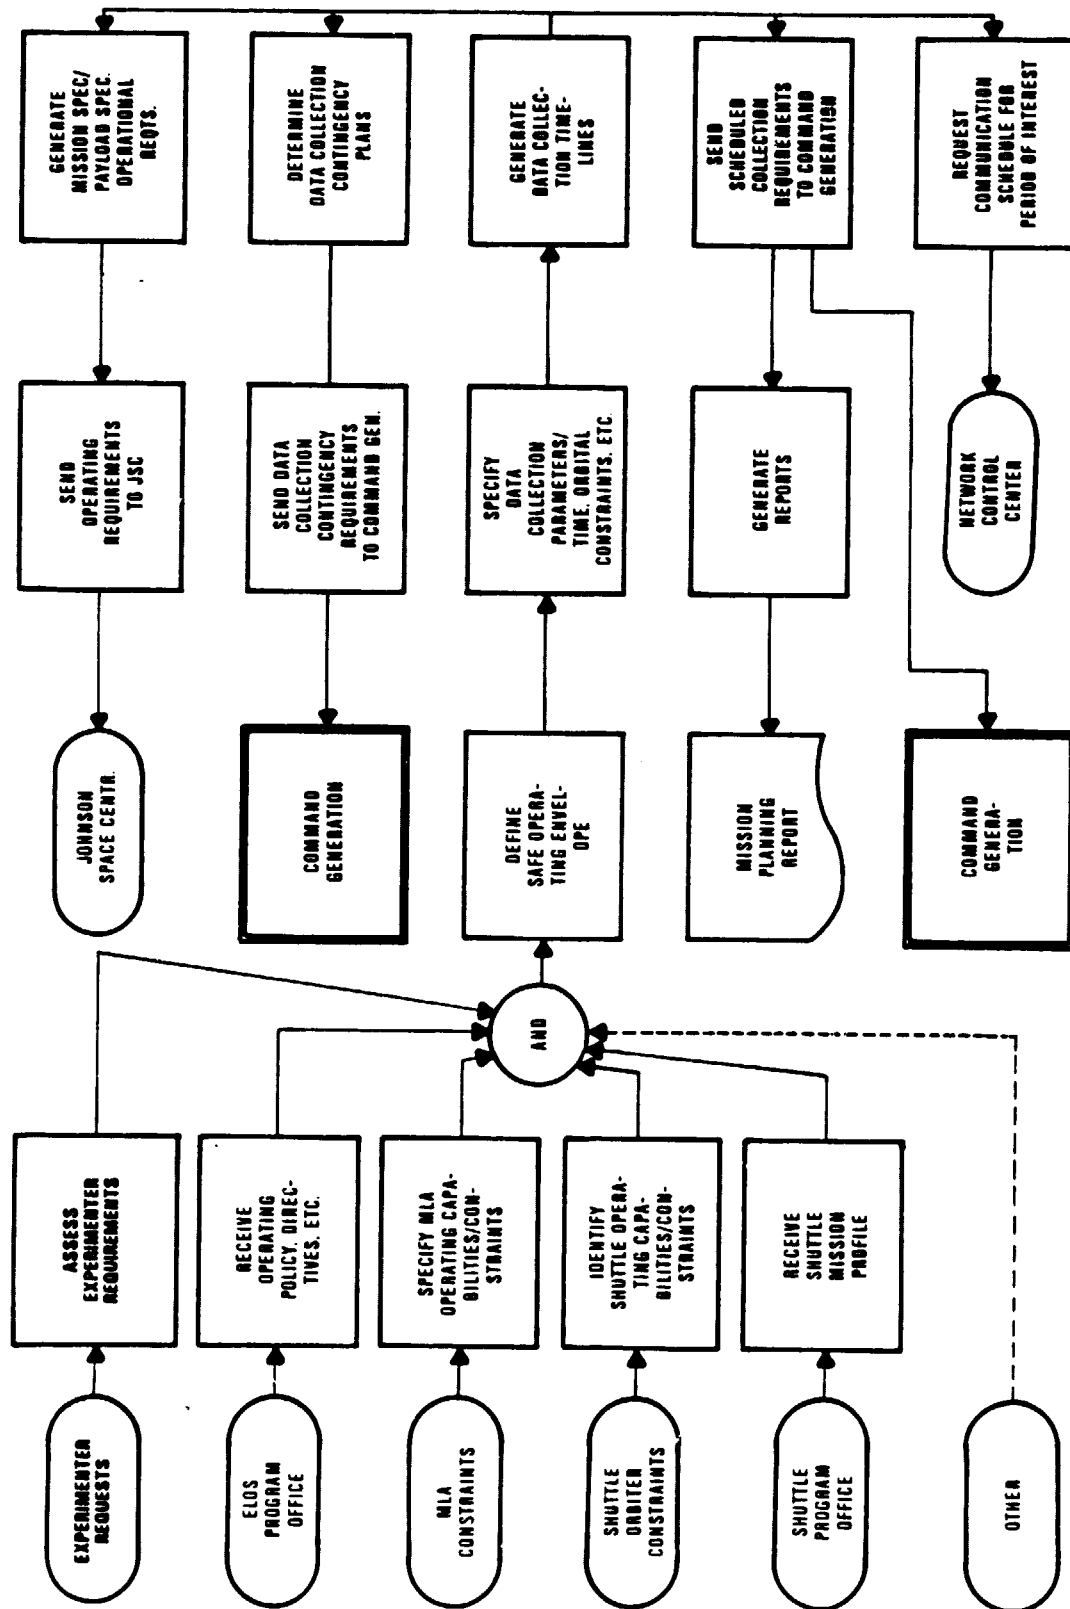 EXPERIMENTER
REQUESTS
ASSESS
EXPERIMENTER
REQUIREMENTS
JOHNSON
SPACE CENTR.
SEND
OPERATING
REQUIREMENTS
TO JSC
GENERATE
MISSION SPEC/
PAYLOAD SPEC.
OPERATIONAL
REQTS.
ELOS
PROGRAM
OFFICE
RECEIVE
OPERATING
POLICY, DIREC-
TIVES, ETC.
COMMAND
GENERATION
SEND DATA
COLLECTION
CONTINGENCY
REQUIREMENTS
TO COMMAND GEN.
DETERMINE
DATA COLLECTION
CONTINGENCY
PLANS
MLA
CONSTRAINTS
SPECIFY MLA
OPERATING CAPA-
BILITIES/CON-
STRAINTS
AND
DEFINE
SAFE OPERA-
TING ENVEL-
OPE
SPECIFY
DATA
COLLECTION
PARAMETERS/
TIME, ORBITAL
CONSTRAINTS, ETC.
GENERATE
DATA COLLEC-
TION TIME-
LINES
SHUTTLE
ORBITER
CONSTRAINTS
IDENTIFY
SHUTTLE OPERA-
TING CAPA-
BILITIES/CON-
STRAINTS
MISSION
PLANNING
REPORT
GENERATE
REPORTS
SEND
SCHEDULED
COLLECTION
REQUIREMENTS
TO COMMAND
GENERATION
SHUTTLE
PROGRAM
OFFICE
RECEIVE
SHUTTLE
MISSION
PROFILE
COMMAND
GENERA-
TION
NETWORK
CONTROL
CENTER
REQUEST
COMMUNICATION
SCHEDULE FOR
PERIOD OF INTEREST
OTHER